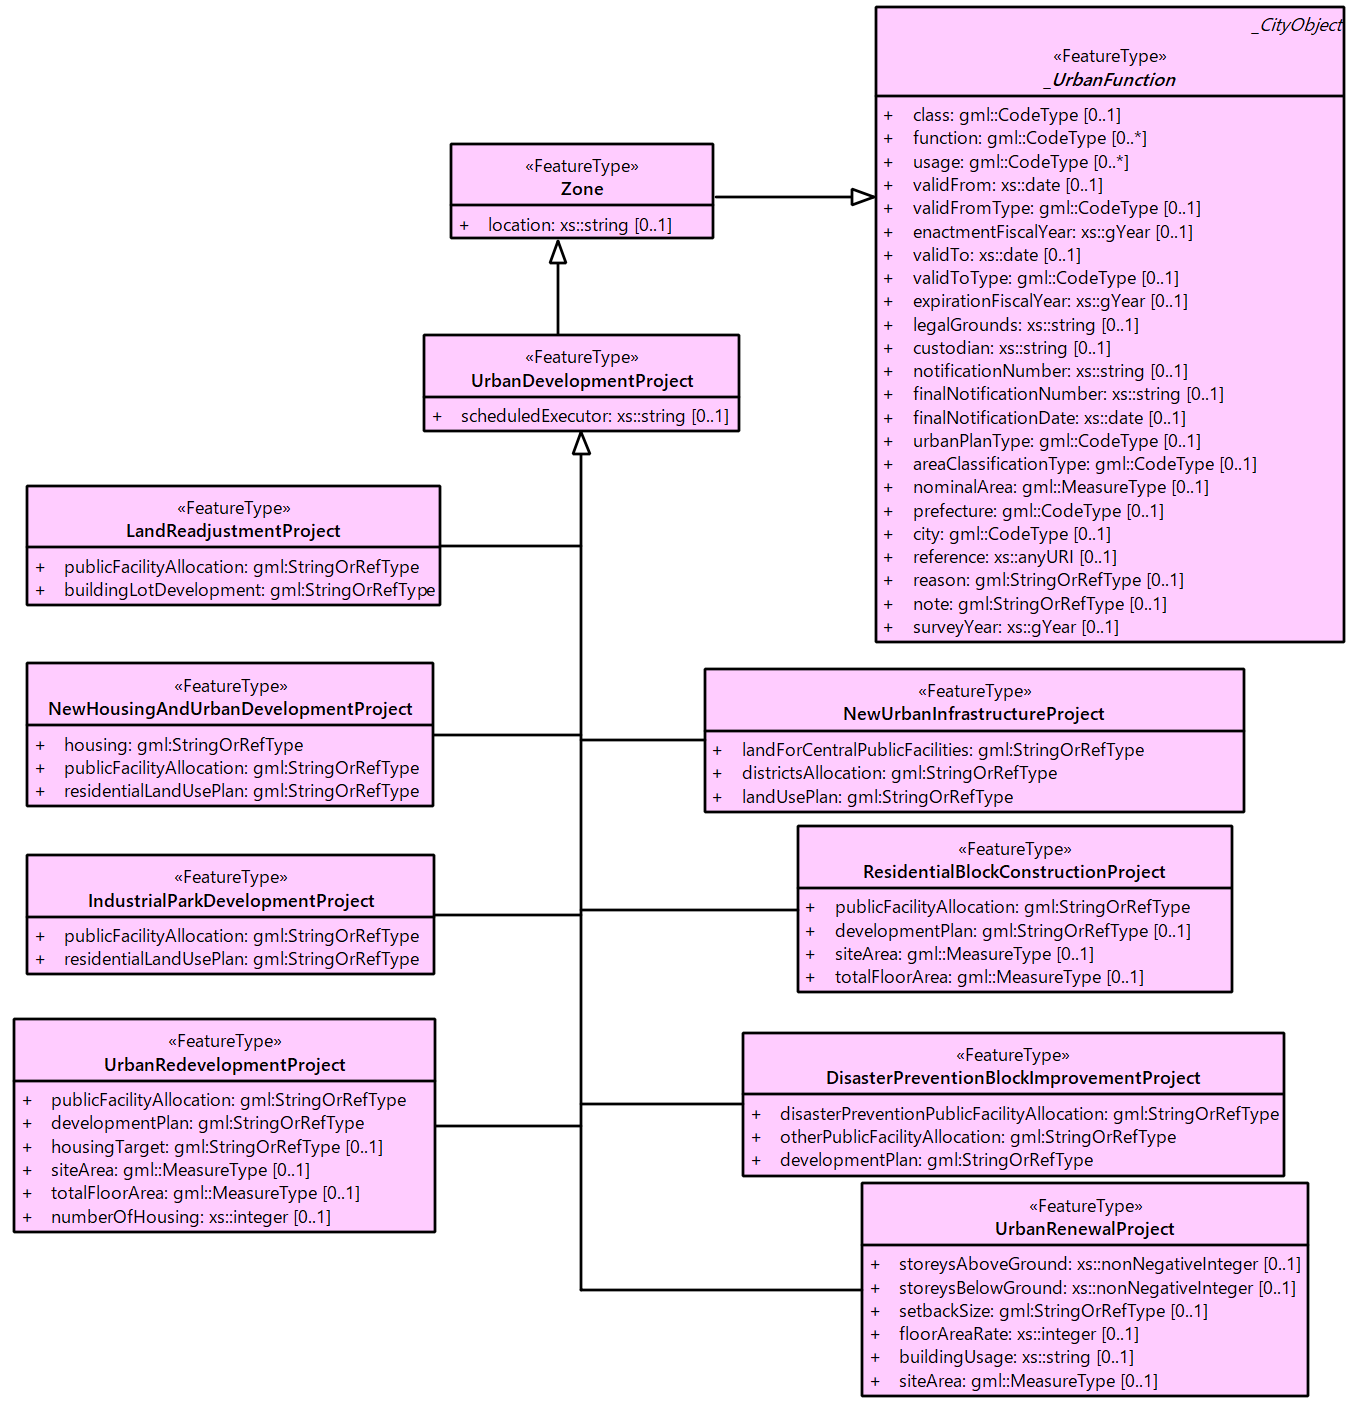 _CityObject
«FeatureType»
_UrbanFunction
+ class: gml::CodeType [0..1]
+ function: gml::CodeType [0..*]
+ usage: gml::CodeType [0..*]
+ validFrom: xs::date [0..1]
+ validFromType: gml::CodeType [0..1]
+ enactmentFiscalYear: xs::gYear [0..1]
+ validTo: xs::date [0..1]
+ validToType: gml::CodeType [0..1]
+ expirationFiscalYear: xs::gYear [0..1]
+ legalGrounds: xs::string [0..1]
+ custodian: xs::string [0..1]
+ notificationNumber: xs::string [0..1]
+ finalNotificationNumber: xs::string [0..1]
+ finalNotificationDate: xs::date [0..1]
+ urbanPlanType: gml::CodeType [0..1]
+ areaClassificationType: gml::CodeType [0..1]
+ nominalArea: gml::MeasureType [0..1]
+ prefecture: gml::CodeType [0..1]
+ city: gml::CodeType [0..1]
+ reference: xs::anyURI [0..1]
+ reason: gml:StringOrRefType [0..1]
+ note: gml:StringOrRefType [0..1]
+ surveyYear: xs::gYear [0..1]
«FeatureType»
Zone
+ location: xs::string [0..1]
«FeatureType»
UrbanDevelopmentProject
+ scheduledExecutor: xs::string [0..1]
«FeatureType»
LandReadjustmentProject
+ publicFacilityAllocation: gml:StringOrRefType
+ buildingLotDevelopment: gml:StringOrRefType
«FeatureType»
NewHousingAndUrbanDevelopmentProject
+ housing: gml:StringOrRefType
+ publicFacilityAllocation: gml:StringOrRefType
+ residentialLandUsePlan: gml:StringOrRefType
«FeatureType»
NewUrbanInfrastructureProject
+ landForCentralPublicFacilities: gml:StringOrRefType
+ districtsAllocation: gml:StringOrRefType
+ landUsePlan: gml:StringOrRefType
«FeatureType»
IndustrialParkDevelopmentProject
+ publicFacilityAllocation: gml:StringOrRefType
+ residentialLandUsePlan: gml:StringOrRefType
«FeatureType»
ResidentialBlockConstructionProject
+ publicFacilityAllocation: gml:StringOrRefType
+ developmentPlan: gml:StringOrRefType [0..1]
+ siteArea: gml::MeasureType [0..1]
+ totalFloorArea: gml::MeasureType [0..1]
«FeatureType»
UrbanRedevelopmentProject
+ publicFacilityAllocation: gml:StringOrRefType
+ developmentPlan: gml:StringOrRefType
+ housingTarget: gml:StringOrRefType [0..1]
+ siteArea: gml::MeasureType [0..1]
+ totalFloorArea: gml::MeasureType [0..1]
+ numberOfHousing: xs::integer [0..1]
«FeatureType»
DisasterPreventionBlockImprovementProject
+ disasterPreventionPublicFacilityAllocation: gml:StringOrRefType
+ otherPublicFacilityAllocation: gml:StringOrRefType
+ developmentPlan: gml:StringOrRefType
«FeatureType»
UrbanRenewalProject
+ storeysAboveGround: xs::nonNegativeInteger [0..1]
+ storeysBelowGround: xs::nonNegativeInteger [0..1]
+ setbackSize: gml:StringOrRefType [0..1]
+ floorAreaRate: xs::integer [0..1]
+ buildingUsage: xs::string [0..1]
+ siteArea: gml::MeasureType [0..1]